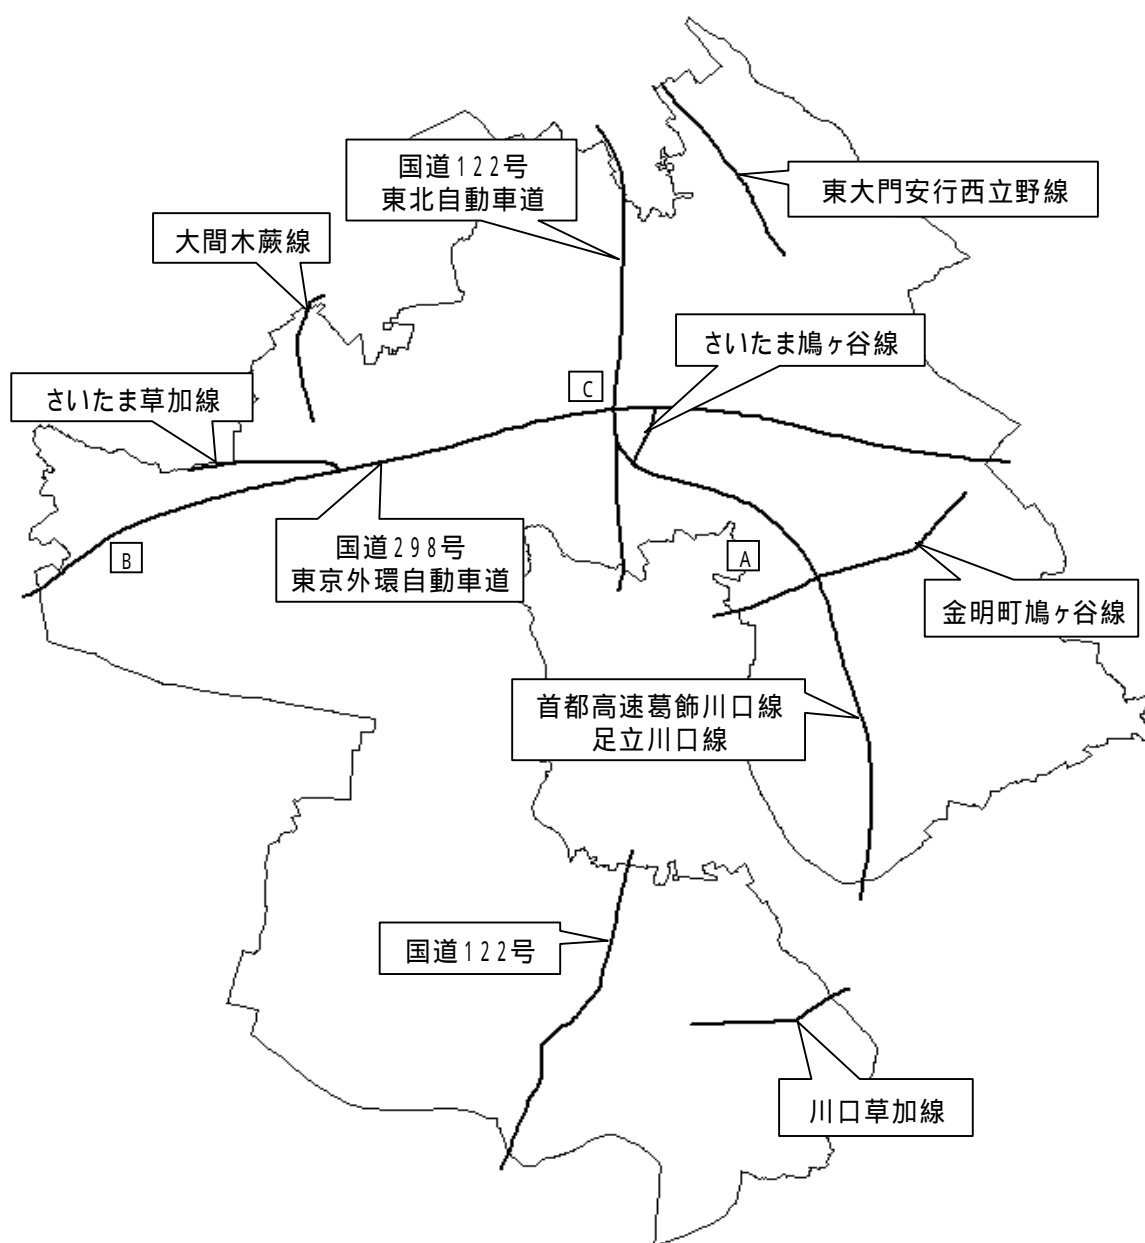 国道122号
東北自動車道
東大門安行西立野線
大間木蕨線
さいたま鳩ヶ谷線
さいたま草加線
C
国道298号
東京外環自動車道
B
A
金明町鳩ヶ谷線
首都高速葛飾川口線
足立川口線
国道122号
川口草加線